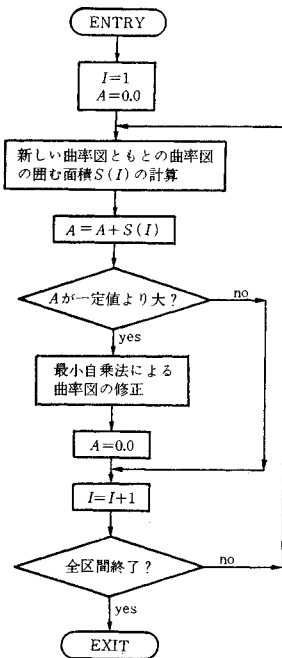 ENTRY
I=1
A=0.0
新しい曲率図ともとの曲率図
の囲む面積S(I)の計算
A=A+S(I)
Aが一定値より大?
no
yes
最小自乗法による
曲率図の修正
A=0.0
I=I+1
全区間終了?
no
yes
EXIT